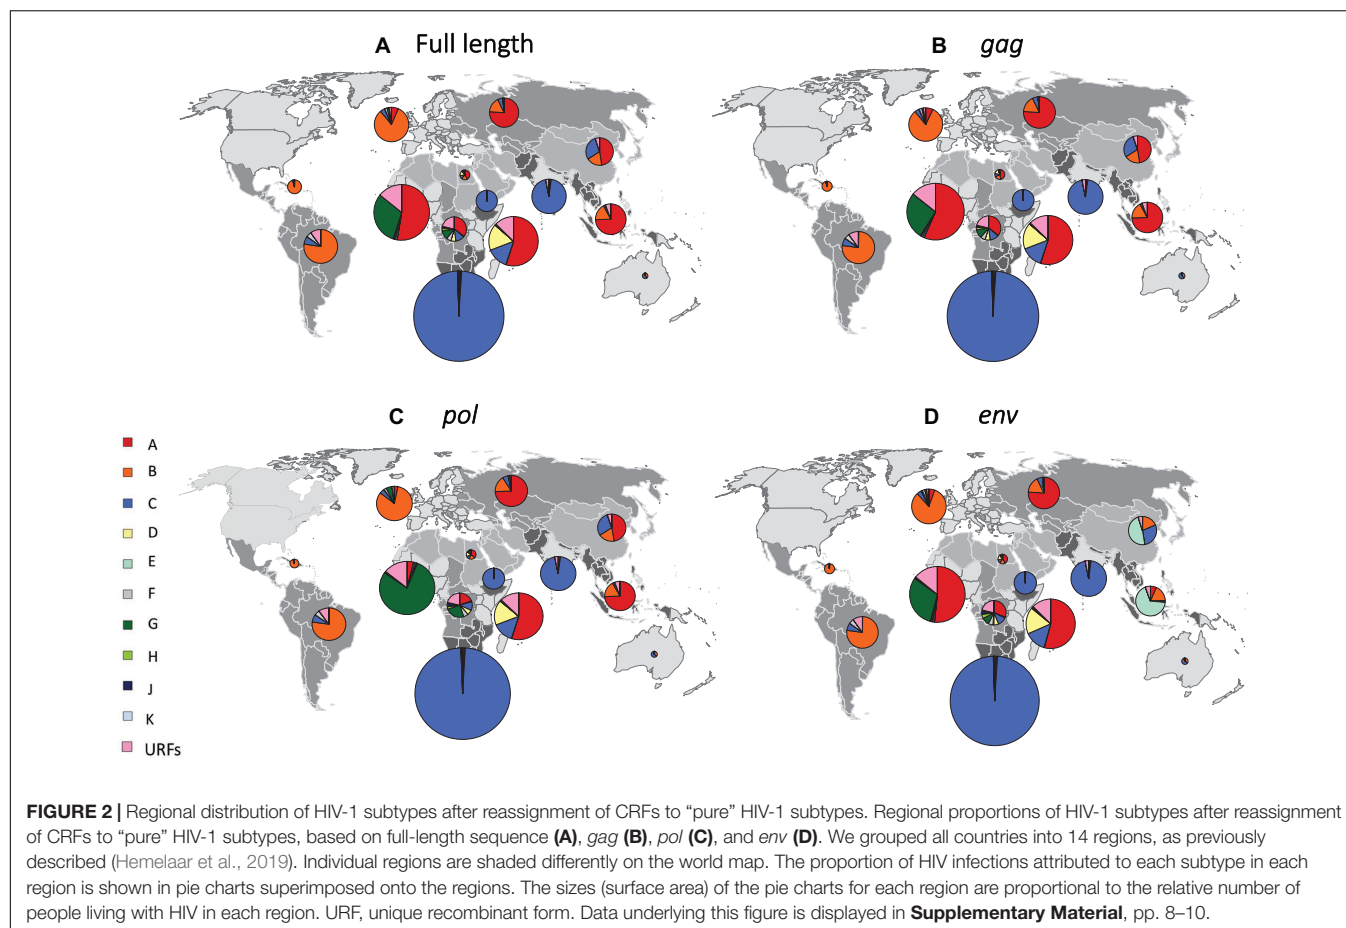 A Full length
B gag
C pol
D env
A
B
C
D
E
F
G
H
J
K
URFs
FIGURE 2 | Regional distribution of HIV-1 subtypes after reassignment of CRFs to “pure” HIV-1 subtypes. Regional proportions of HIV-1 subtypes after reassignment
of CRFs to “pure” HIV-1 subtypes, based on full-length sequence (A), gag (B), pol (C), and env (D). We grouped all countries into 14 regions, as previously
described (Hemelaar et al., 2019). Individual regions are shaded differently on the world map. The proportion of HIV infections attributed to each subtype in each
region is shown in pie charts superimposed onto the regions. The sizes (surface area) of the pie charts for each region are proportional to the relative number of
people living with HIV in each region. URF, unique recombinant form. Data underlying this figure is displayed in Supplementary Material, pp. 8–10.